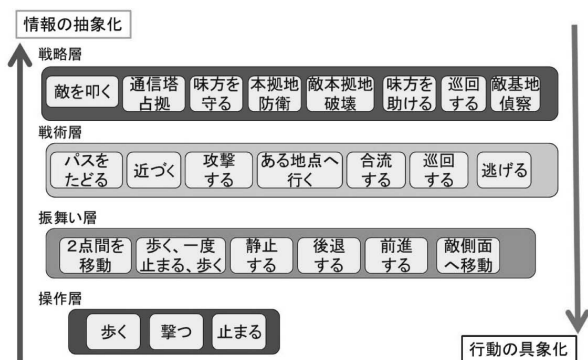 情報の抽象化
戦略層
敵を叩く
通信塔
占拠
味方を
守る
本拠地
防衛
敵本拠地
破壊
味方を
助ける
巡回
する
敵基地
偵察
戦術層
パスを
たどる
近づく
攻撃
する
ある地点へ
行く
合流
する
巡回
する
逃げる
振舞い層
2点間を
移動
歩く、一度
止まる、歩く
静止
する
後退
する
前進
する
敵側面
へ移動
操作層
歩く
撃つ
止まる
行動の具象化